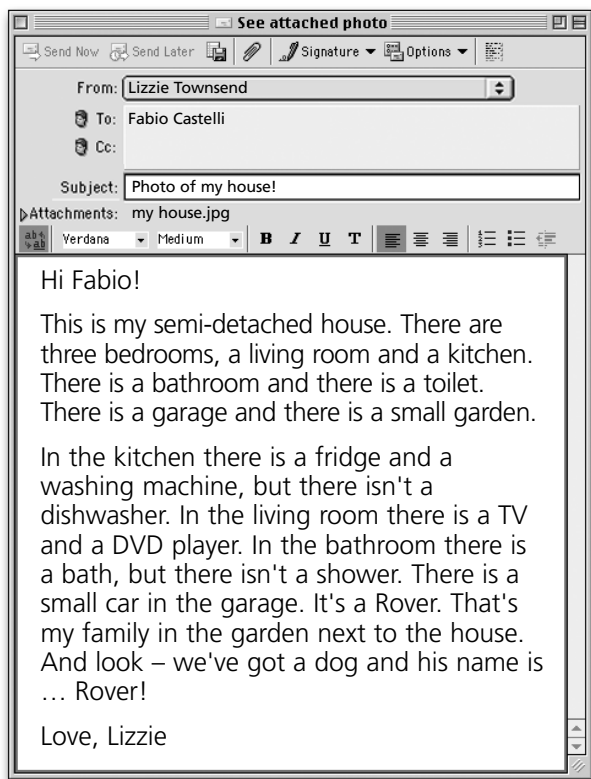 See attached photo
Send Now Send Later Signature Options
From: Lizzie Townsend
To: Fabio Castelli
Cc:
Subject: Photo of my house!
Attachments: my house.jpg
Verdana Medium B I U T
Hi Fabio!
This is my semi-detached house. There are
three bedrooms, a living room and a kitchen.
There is a bathroom and there is a toilet.
There is a garage and there is a small garden.
In the kitchen there is a fridge and a
washing machine, but there isn't a
dishwasher. In the living room there is a TV
and a DVD player. In the bathroom there is
a bath, but there isn't a shower. There is a
small car in the garage. It's a Rover. That's
my family in the garden next to the house.
And look – we've got a dog and his name is
… Rover!
Love, Lizzie